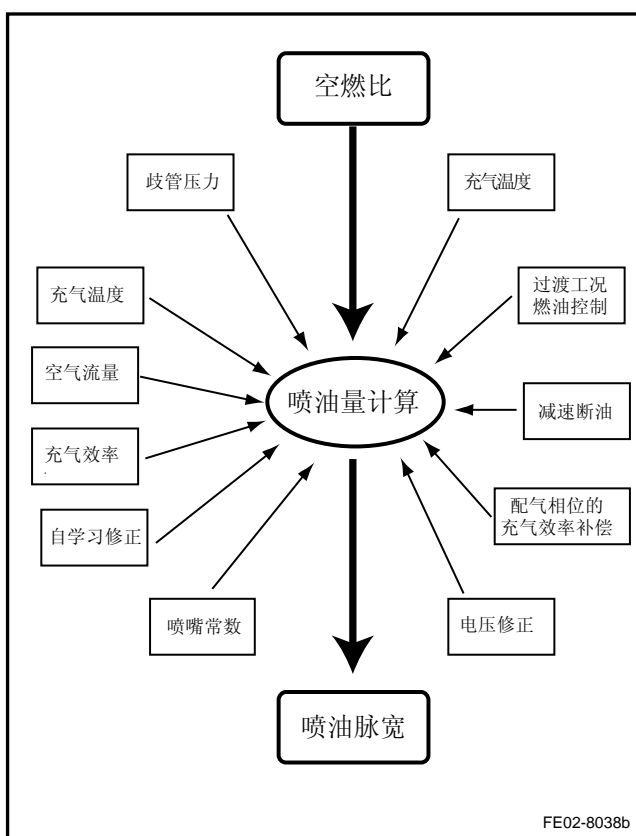 空燃比
歧管压力
充气温度
充气温度
过渡工况
燃油控制
空气流量
喷油量计算
减速断油
充气效率
配气相位的
充气效率补偿
自学习修正
喷嘴常数
电压修正
喷油脉宽
FE02-8038b